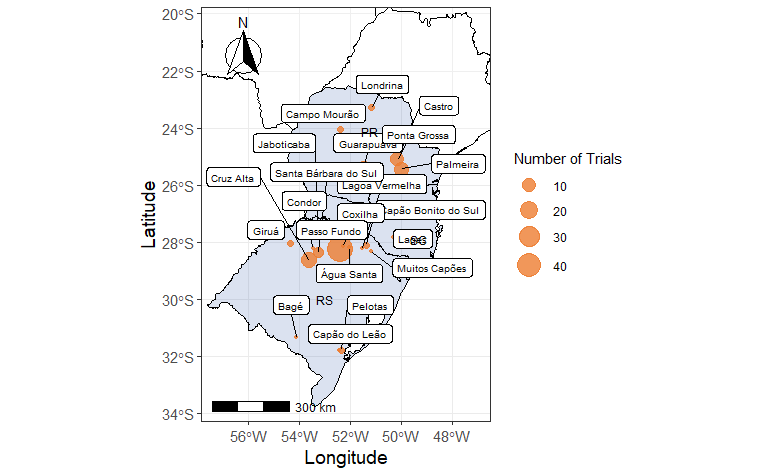 20°S
22°S
24°S
26°S
28°S
30°S
32°S
34°S
Latitude
N
Londrina
Castro
Campo Mourão
PR
Ponta Grossa
Jaboticaba
Guarapuava
Palmeira
Santa Bárbara do Sul
Cruz Alta
Lagoa Vermelha
Condor
Coxilha
Capão Bonito do Sul
Giruá
Passo Fundo
SC
Água Santa
Muitos Capões
RS
Bagé
Pelotas
Capão do Leão
300 km
56°W
54°W
52°W
50°W
48°W
Longitude
Number of Trials
10
20
30
40